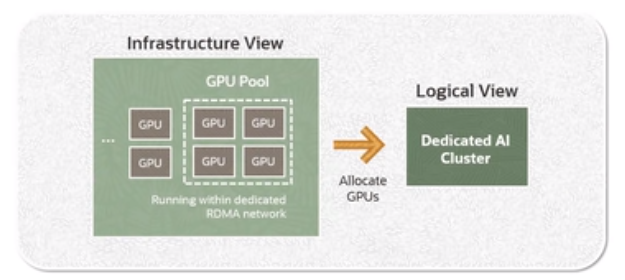 Infrastructure View
GPU Pool
...
GPU
GPU
GPU
GPU
GPU
GPU
Running within dedicated
RDMA network
Allocate
GPUs
Logical View
Dedicated AI
Cluster